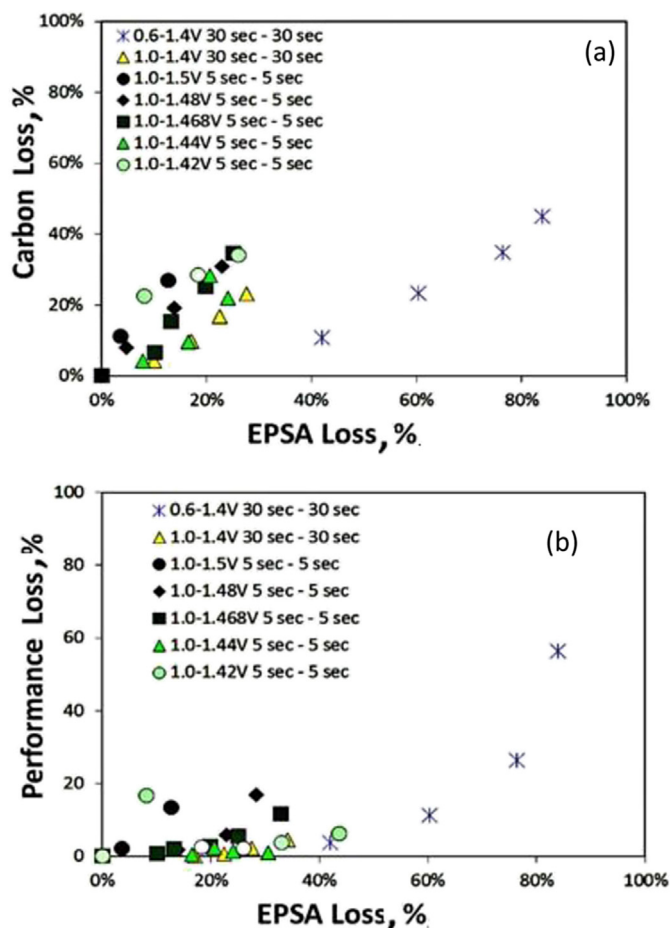 100%
80%
60%
40%
20%
0%
Carbon Loss, %
0.6-1.4V 30 sec - 30 sec
1.0-1.4V 30 sec - 30 sec
1.0-1.5V 5 sec - 5 sec
1.0-1.48V 5 sec - 5 sec
1.0-1.468V 5 sec - 5 sec
1.0-1.44V 5 sec - 5 sec
1.0-1.42V 5 sec - 5 sec
(a)
0% 20% 40% 60% 80% 100%
EPSA Loss, %
100
80
60
40
20
0
Performance Loss, %
0.6-1.4V 30 sec - 30 sec
1.0-1.4V 30 sec - 30 sec
1.0-1.5V 5 sec - 5 sec
1.0-1.48V 5 sec - 5 sec
1.0-1.468V 5 sec - 5 sec
1.0-1.44V 5 sec - 5 sec
1.0-1.42V 5 sec - 5 sec
(b)
0% 20% 40% 60% 80% 100%
EPSA Loss, %